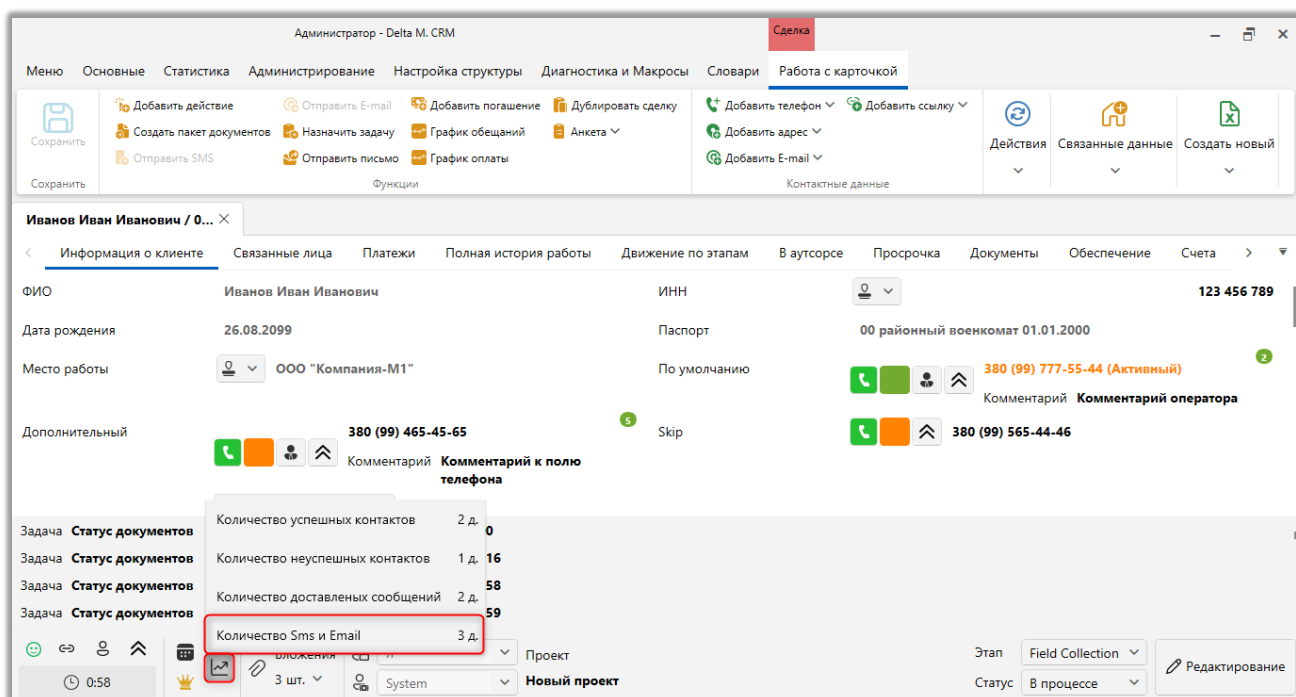 Администратор - Delta M. CRM
Сделка
Меню Основные Статистика Администрирование Настройка структуры Диагностика и Макросы Словари Работа с карточкой
Сохранить
Добавить действие Отправить E-mail Добавить погашение Дублировать сделку
Создать пакет документов Назначить задачу График обещаний Анкета
Отправить SMS Отправить письмо График оплаты
Добавить телефон Добавить ссылку
Добавить адрес
Добавить E-mail
Действия Связанные данные Создать новый
Сохранить Функции Контактные данные
Иванов Иван Иванович / 0...
Информация о клиенте Связанные лица Платежи Полная история работы Движение по этапам В аутсорсе Просрочка Документы Обеспечение Счета
ФИО Иванов Иван Иванович ИНН 123 456 789
Дата рождения 26.08.2099 Паспорт 00 районный военкомат 01.01.2000
Место работы ООО "Компания-М1" По умолчанию 380 (99) 777-55-44 (Активный) 2
Комментарий Комментарий оператора
Дополнительный 380 (99) 465-45-65 5 Skip 380 (99) 565-44-46
Комментарий Комментарий к полю
телефона
Количество успешных контактов 2 д.
Количество неуспешных контактов 1 д.
Количество доставленых сообщений 2 д.
Количество Sms и Email 3 д.
Задача Статус документов 0
Задача Статус документов 16
Задача Статус документов 58
Задача Статус документов 59
0:58
Вложения
3 шт.
System
Проект
Новый проект
Этап Field Collection
Статус В процессе
Редактирование